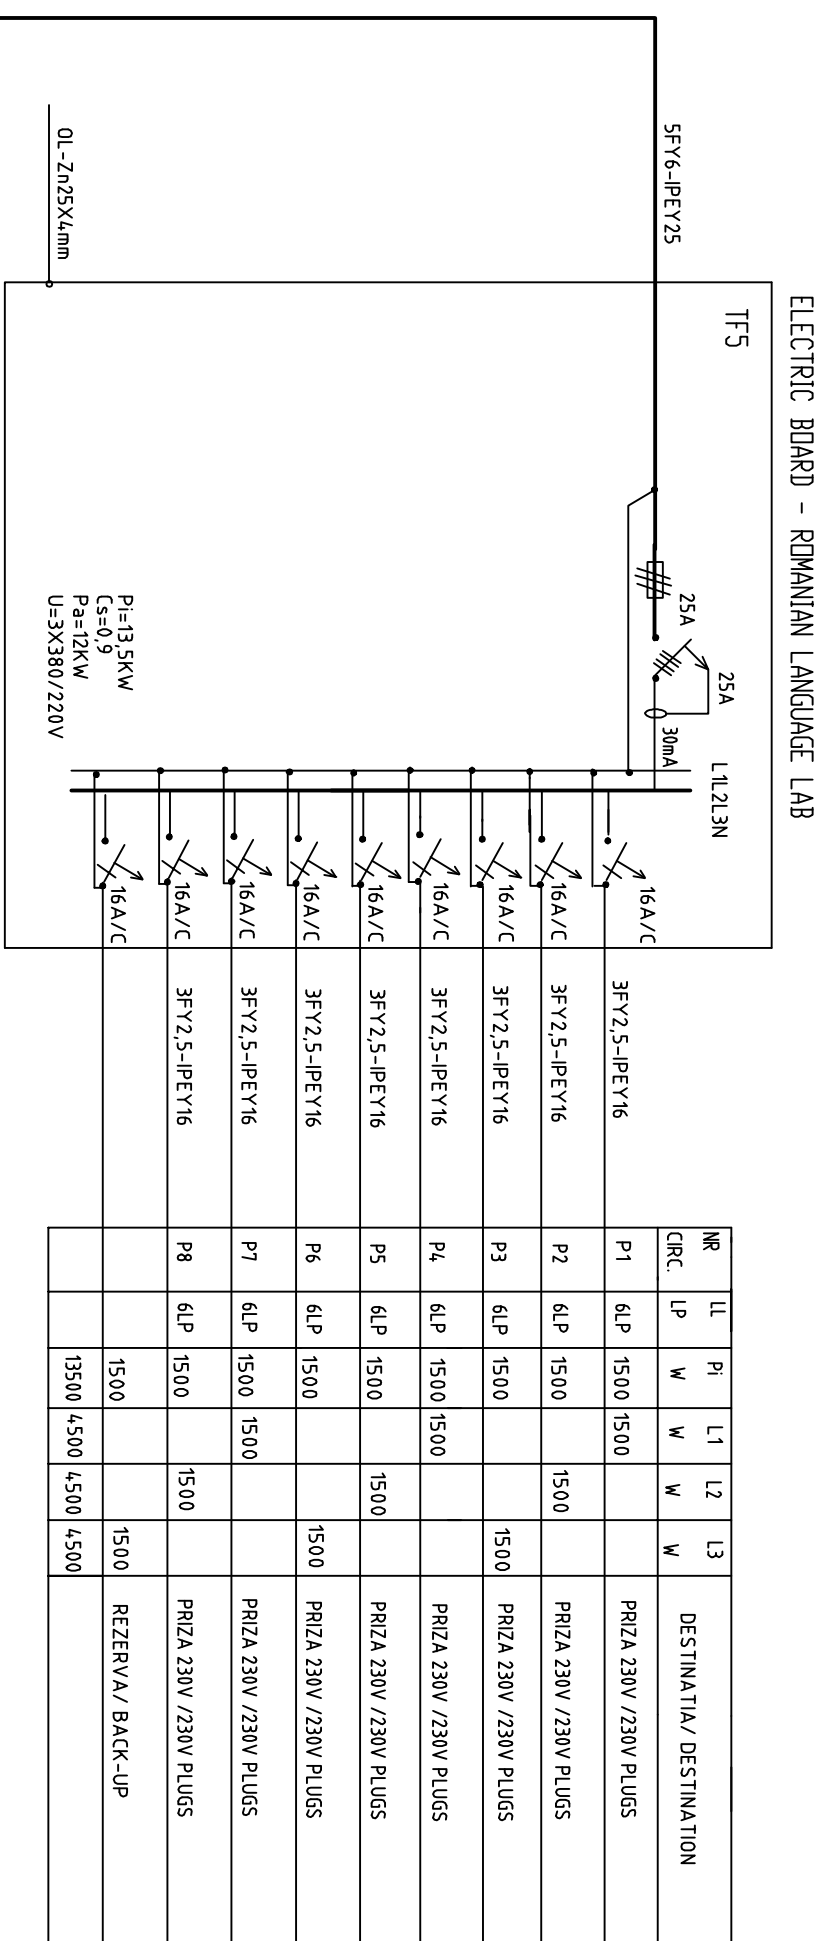 ELECTRIC BOARD - ROMANIAN LANGUAGE LAB
5FY6-IPEY25
TF5
25A
25A
30mA
L1L2L3N
OL-Zn25X4mm
Pi=13,5KW
Cs=0,9
Pa=12KW
U=3X380/220V
NR CIRC. LL LP Pi W L1 W L2 W L3 W DESTINATIA/ DESTINATION
16A/C 3FY2,5-IPEY16 P1 6LP 1500 1500 PRIZA 230V /230V PLUGS
16A/C 3FY2,5-IPEY16 P2 6LP 1500 1500 PRIZA 230V /230V PLUGS
16A/C 3FY2,5-IPEY16 P3 6LP 1500 1500 PRIZA 230V /230V PLUGS
16A/C 3FY2,5-IPEY16 P4 6LP 1500 1500 PRIZA 230V /230V PLUGS
16A/C 3FY2,5-IPEY16 P5 6LP 1500 1500 PRIZA 230V /230V PLUGS
16A/C 3FY2,5-IPEY16 P6 6LP 1500 1500 PRIZA 230V /230V PLUGS
16A/C 3FY2,5-IPEY16 P7 6LP 1500 1500 PRIZA 230V /230V PLUGS
16A/C 3FY2,5-IPEY16 P8 6LP 1500 1500 PRIZA 230V /230V PLUGS
16A/C 1500 1500 REZERVA/ BACK-UP
13500 4500 4500 4500